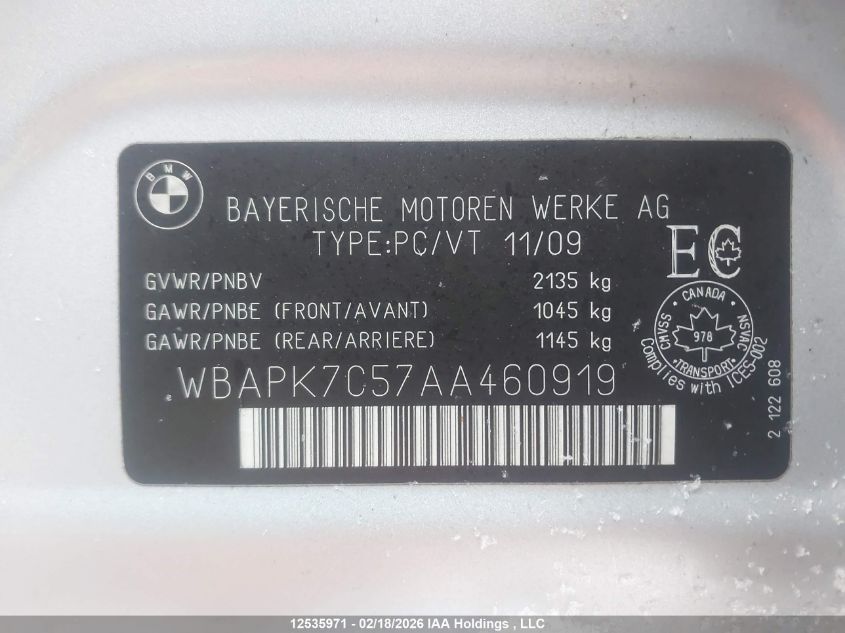 BMW
BAYERISCHE MOTOREN WERKE AG
TYPE:PC/VT 11/09
EC
GVWR/PNBV 2135 kg
GAWR/PNBE (FRONT/AVANT) 1045 kg
GAWR/PNBE (REAR/ARRIERE) 1145 kg
CANADA
CMVSS
978
NSVAC
TRANSPORT
Complies with ICES-002
WBAPK7C57AA460919
2 122 608
12535971 - 02/18/2026 IAA Holdings , LLC